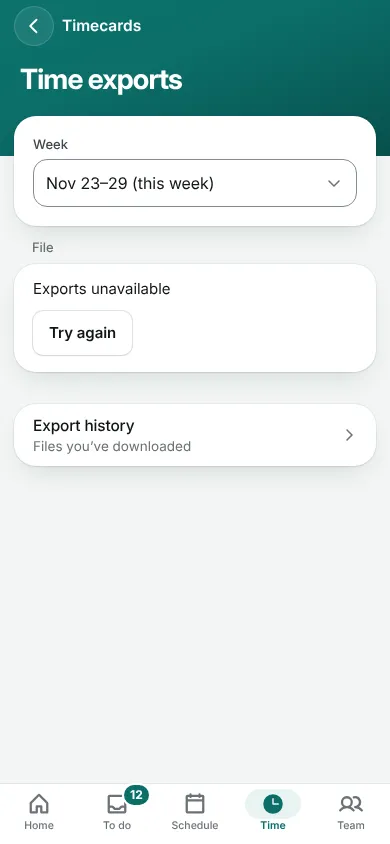 Timecards
Time exports
Week
Nov 23–29 (this week)
File
Exports unavailable
Try again
Export history
Files you’ve downloaded
12
Home
To do
Schedule
Time
Team